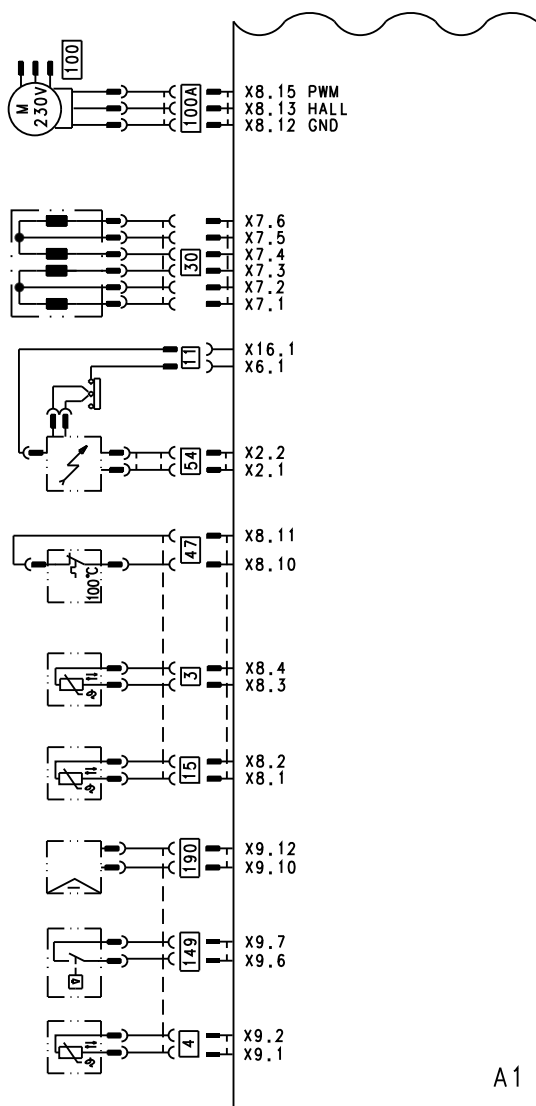 100
M
230V
100A
X8.15 PWM
X8.13 HALL
X8.12 GND
30
X7.6
X7.5
X7.4
X7.3
X7.2
X7.1
11
X16.1
X6.1
54
X2.2
X2.1
100°C
47
X8.11
X8.10
3
X8.4
X8.3
15
X8.2
X8.1
190
X9.12
X9.10
149
X9.7
X9.6
4
X9.2
X9.1
A1